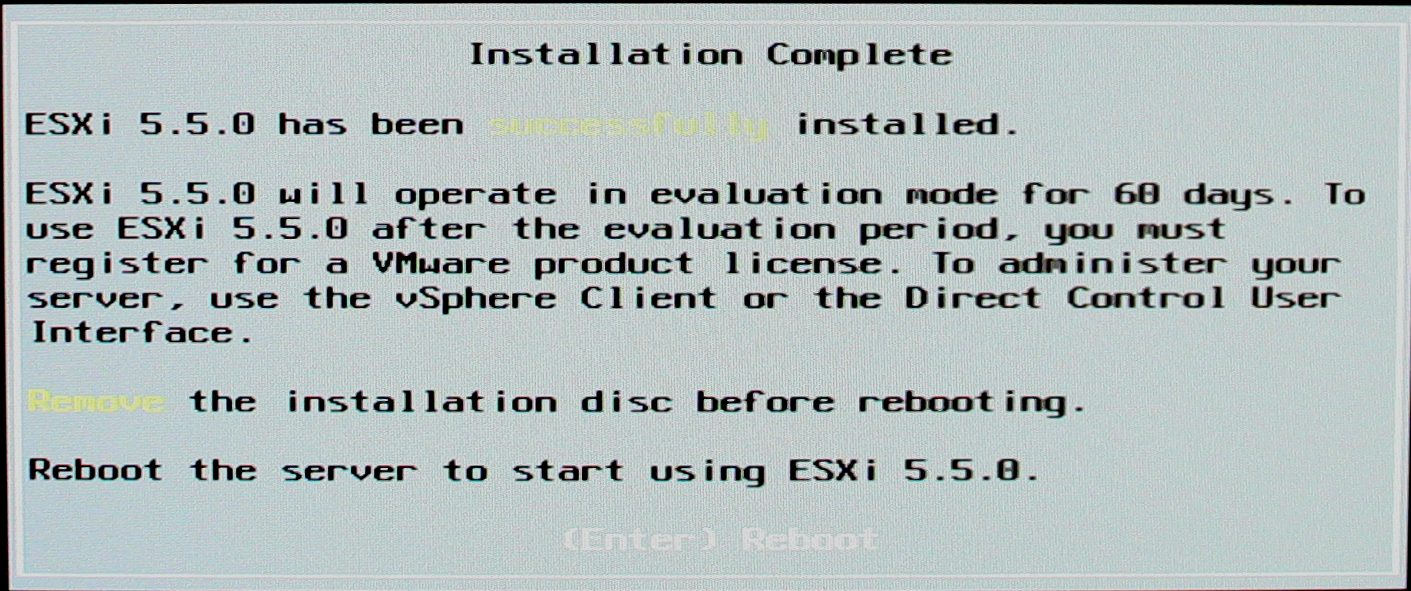 Installation Complete
ESXi 5.5.0 has been successfully installed.
ESXi 5.5.0 will operate in evaluation mode for 60 days. To
use ESXi 5.5.0 after the evaluation period, you must
register for a VMware product license. To administer your
server, use the vSphere Client or the Direct Control User
Interface.
Remove the installation disc before rebooting.
Reboot the server to start using ESXi 5.5.0.
(Enter) Reboot